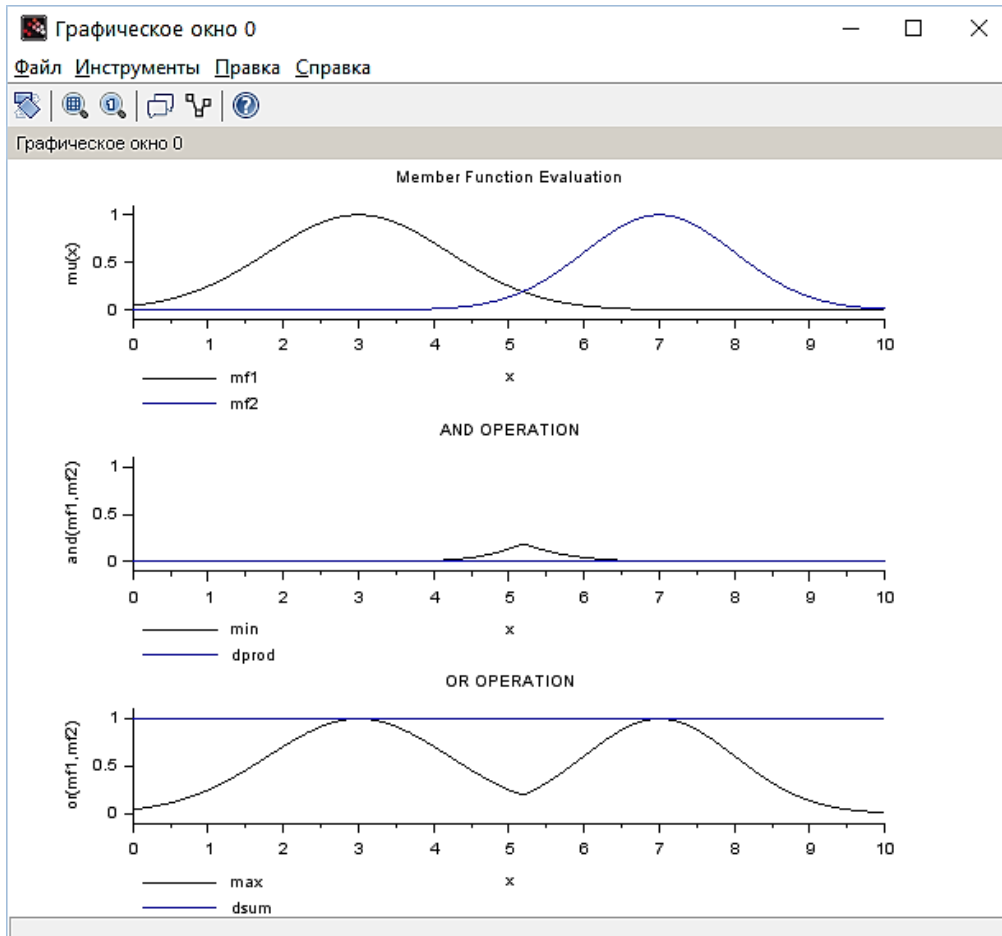 Графическое окно 0
Файл Инструменты Правка Справка
Графическое окно 0
Member Function Evaluation
mu(x)
1
0.5
0
0 1 2 3 4 5 6 7 8 9 10
x
mf1
mf2
AND OPERATION
and(mf1,mf2)
1
0.5
0
0 1 2 3 4 5 6 7 8 9 10
x
min
dprod
OR OPERATION
or(mf1,mf2)
1
0.5
0
0 1 2 3 4 5 6 7 8 9 10
x
max
dsum